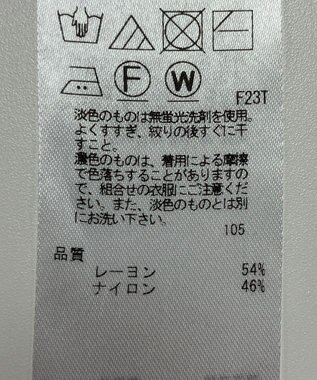 F W
F23T
淡色のものは無蛍光洗剤を使用。
よくすすぎ、絞りの後すぐに干
すこと。
濃色のものは、着用による摩擦
で色落ちすることがありますの
で、組合せの衣服にご注意くだ
さい。また、淡色のものとは別
にお洗い下さい。
105
品質
レーヨン 54%
ナイロン 46%